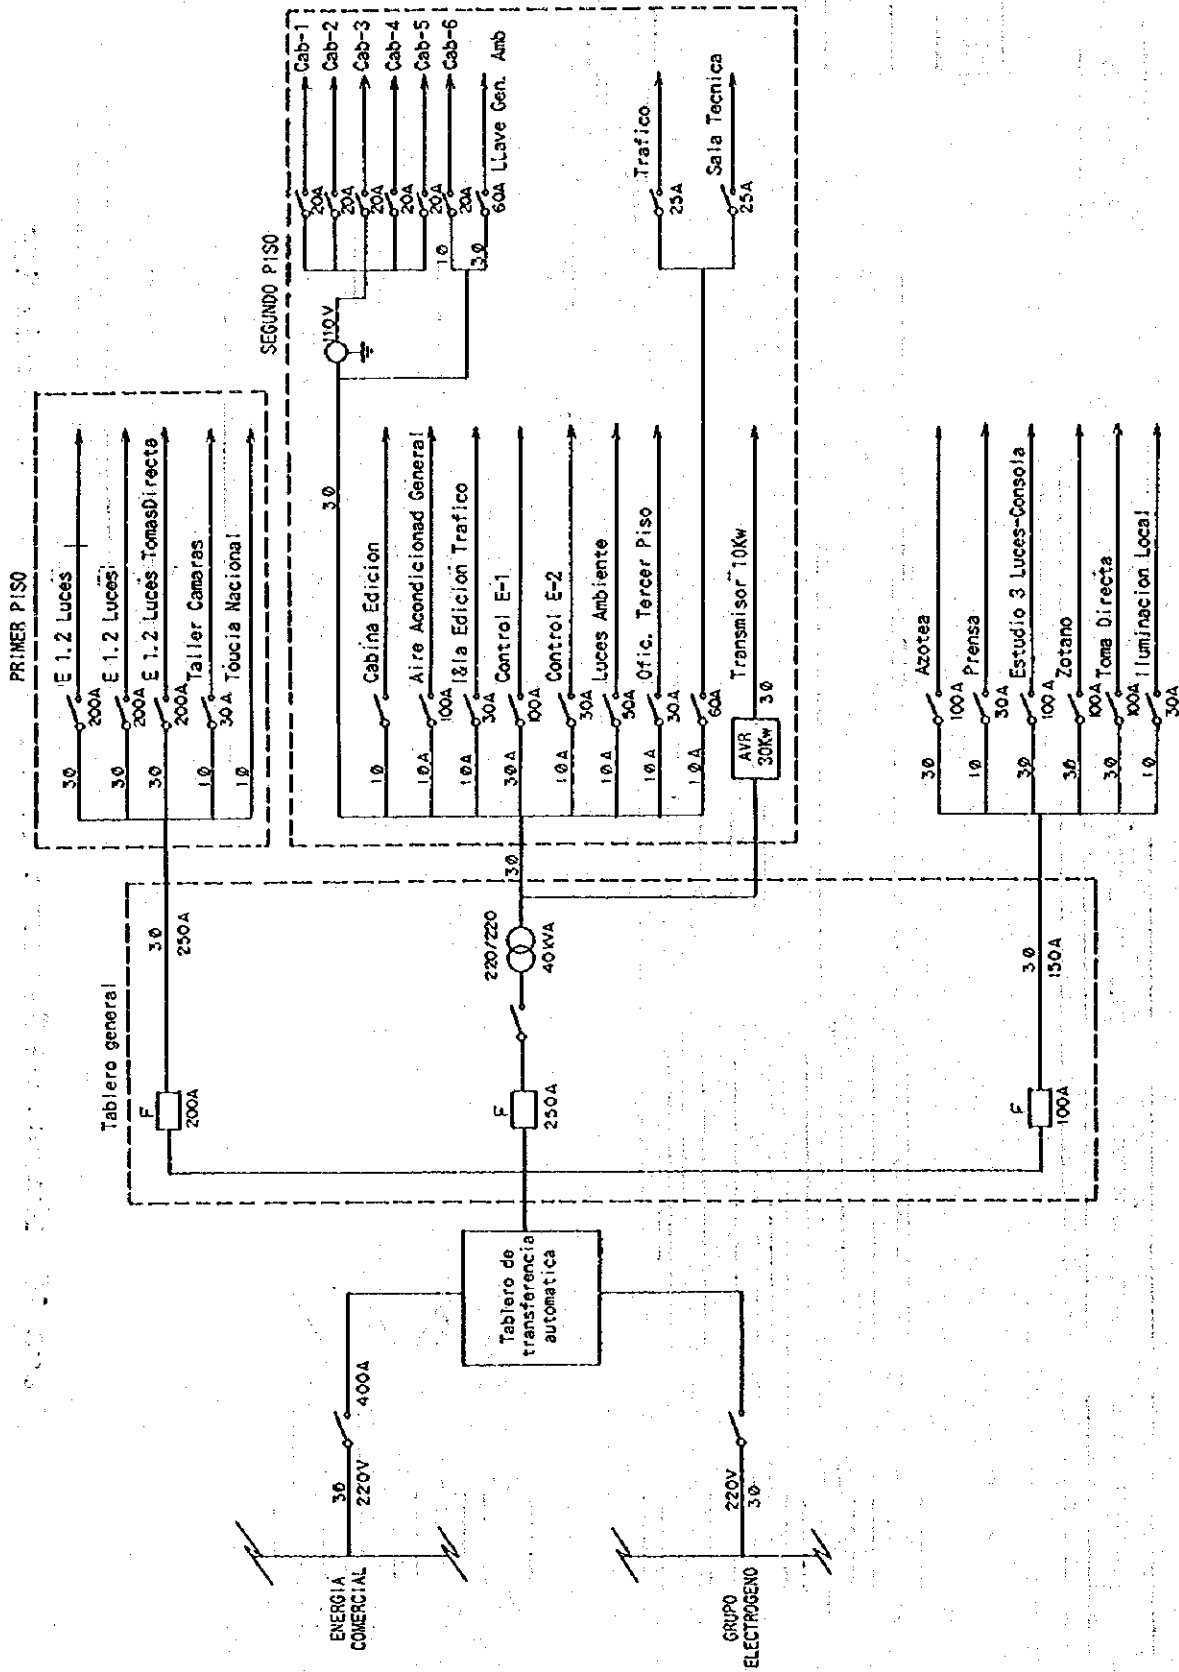 PRIMER PISO
3Ø
200A
E 1.2 Luces
3Ø
200A
E 1.2 Luces
3Ø
200A
E 1.2 Luces TomasDirecta
1Ø
30A
Taller Camaras
1Ø
Toucla Nacional
SEGUNDO PISO
3Ø
110V
20A
Cab-1
20A
Cab-2
20A
Cab-3
20A
Cab-4
20A
Cab-5
1Ø
20A
Cab-6
3Ø
60A
LLave Gen. Amb
1Ø
Cabina Edicion
10A
100A
Aire Acondicionad General
10A
30A
I&la Edicion Trafico
30A
100A
Control E-1
10A
30A
Control E-2
10A
50A
Luces Ambiente
10A
30A
Ofic. Tercer Piso
10A
60A
25A
Trafico
25A
Sala Tecnica
AVR
30Kw
3Ø
Transmisor 10Kw
3Ø
100A
Azotea
1Ø
30A
Prensa
3Ø
100A
Estudio 3 Luces-Consola
3Ø
100A
Zotano
3Ø
100A
Toma Directa
1Ø
30A
Iluminacion Local
Tablero general
F
200A
3Ø
250A
F
250A
220/220
40KVA
3Ø
F
100A
3Ø
150A
Tablero de
transferencia
automatica
ENERGIA
COMERCIAL
3Ø
220V
400A
GRUPO
ELECTROGENO
220V
3Ø